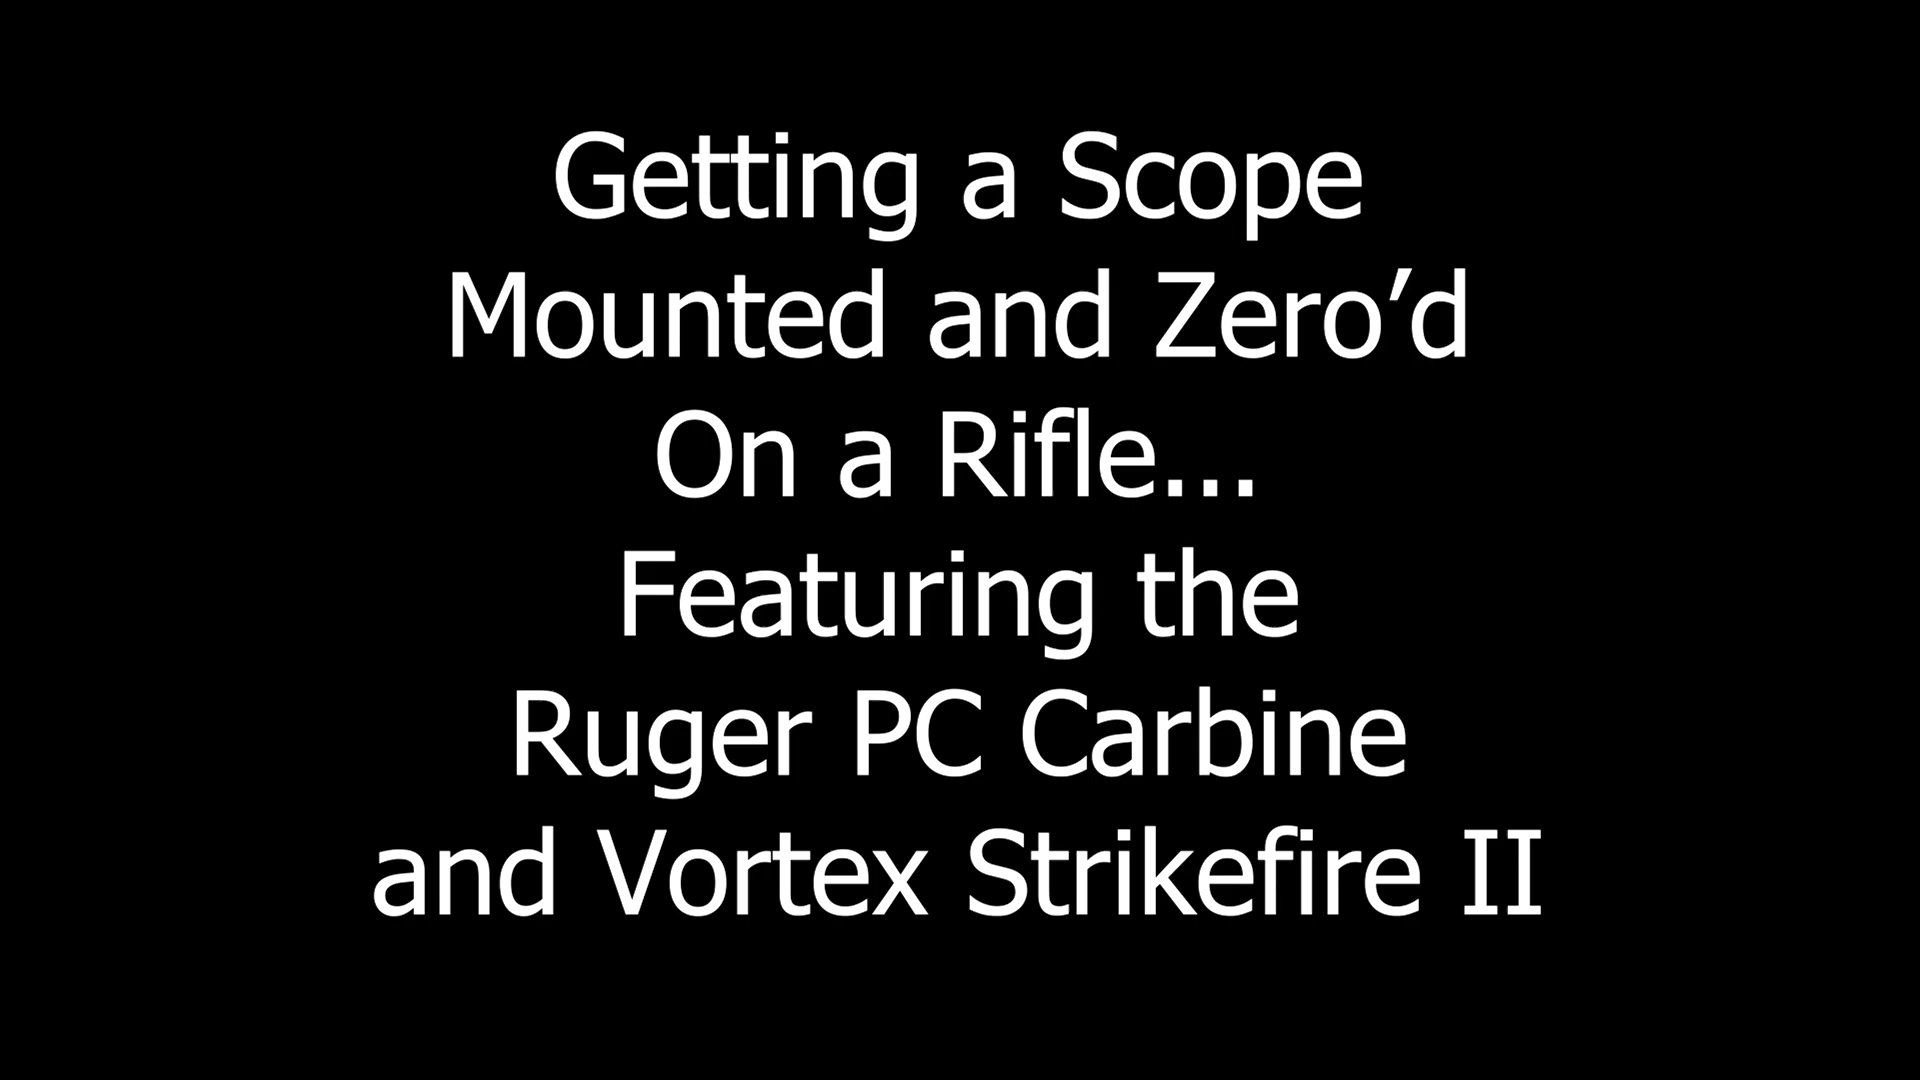 Getting a Scope
Mounted and Zero’d
On a Rifle...
Featuring the
Ruger PC Carbine
and Vortex Strikefire II